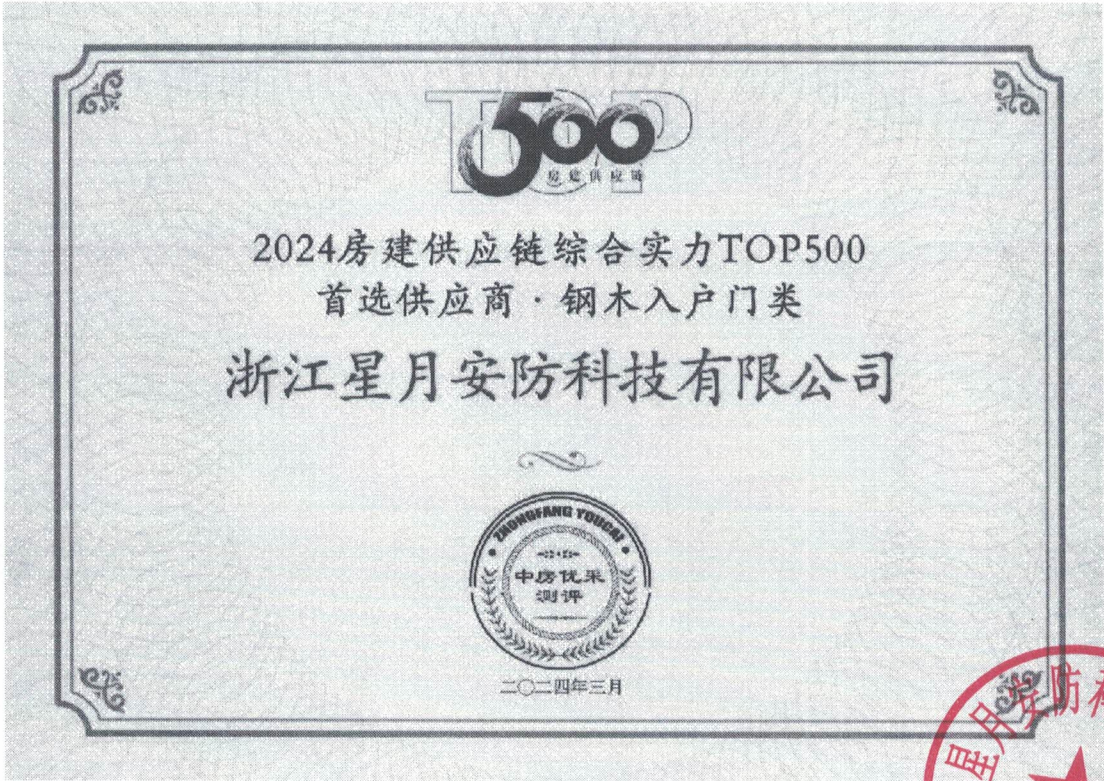 TOP
500
房建供应链
2024房建供应链综合实力TOP500
首选供应商·钢木入户门类
浙江星月安防科技有限公司
ZHONGFANG YOUCAI
中房优采
测评
二〇二四年三月
星月安防科